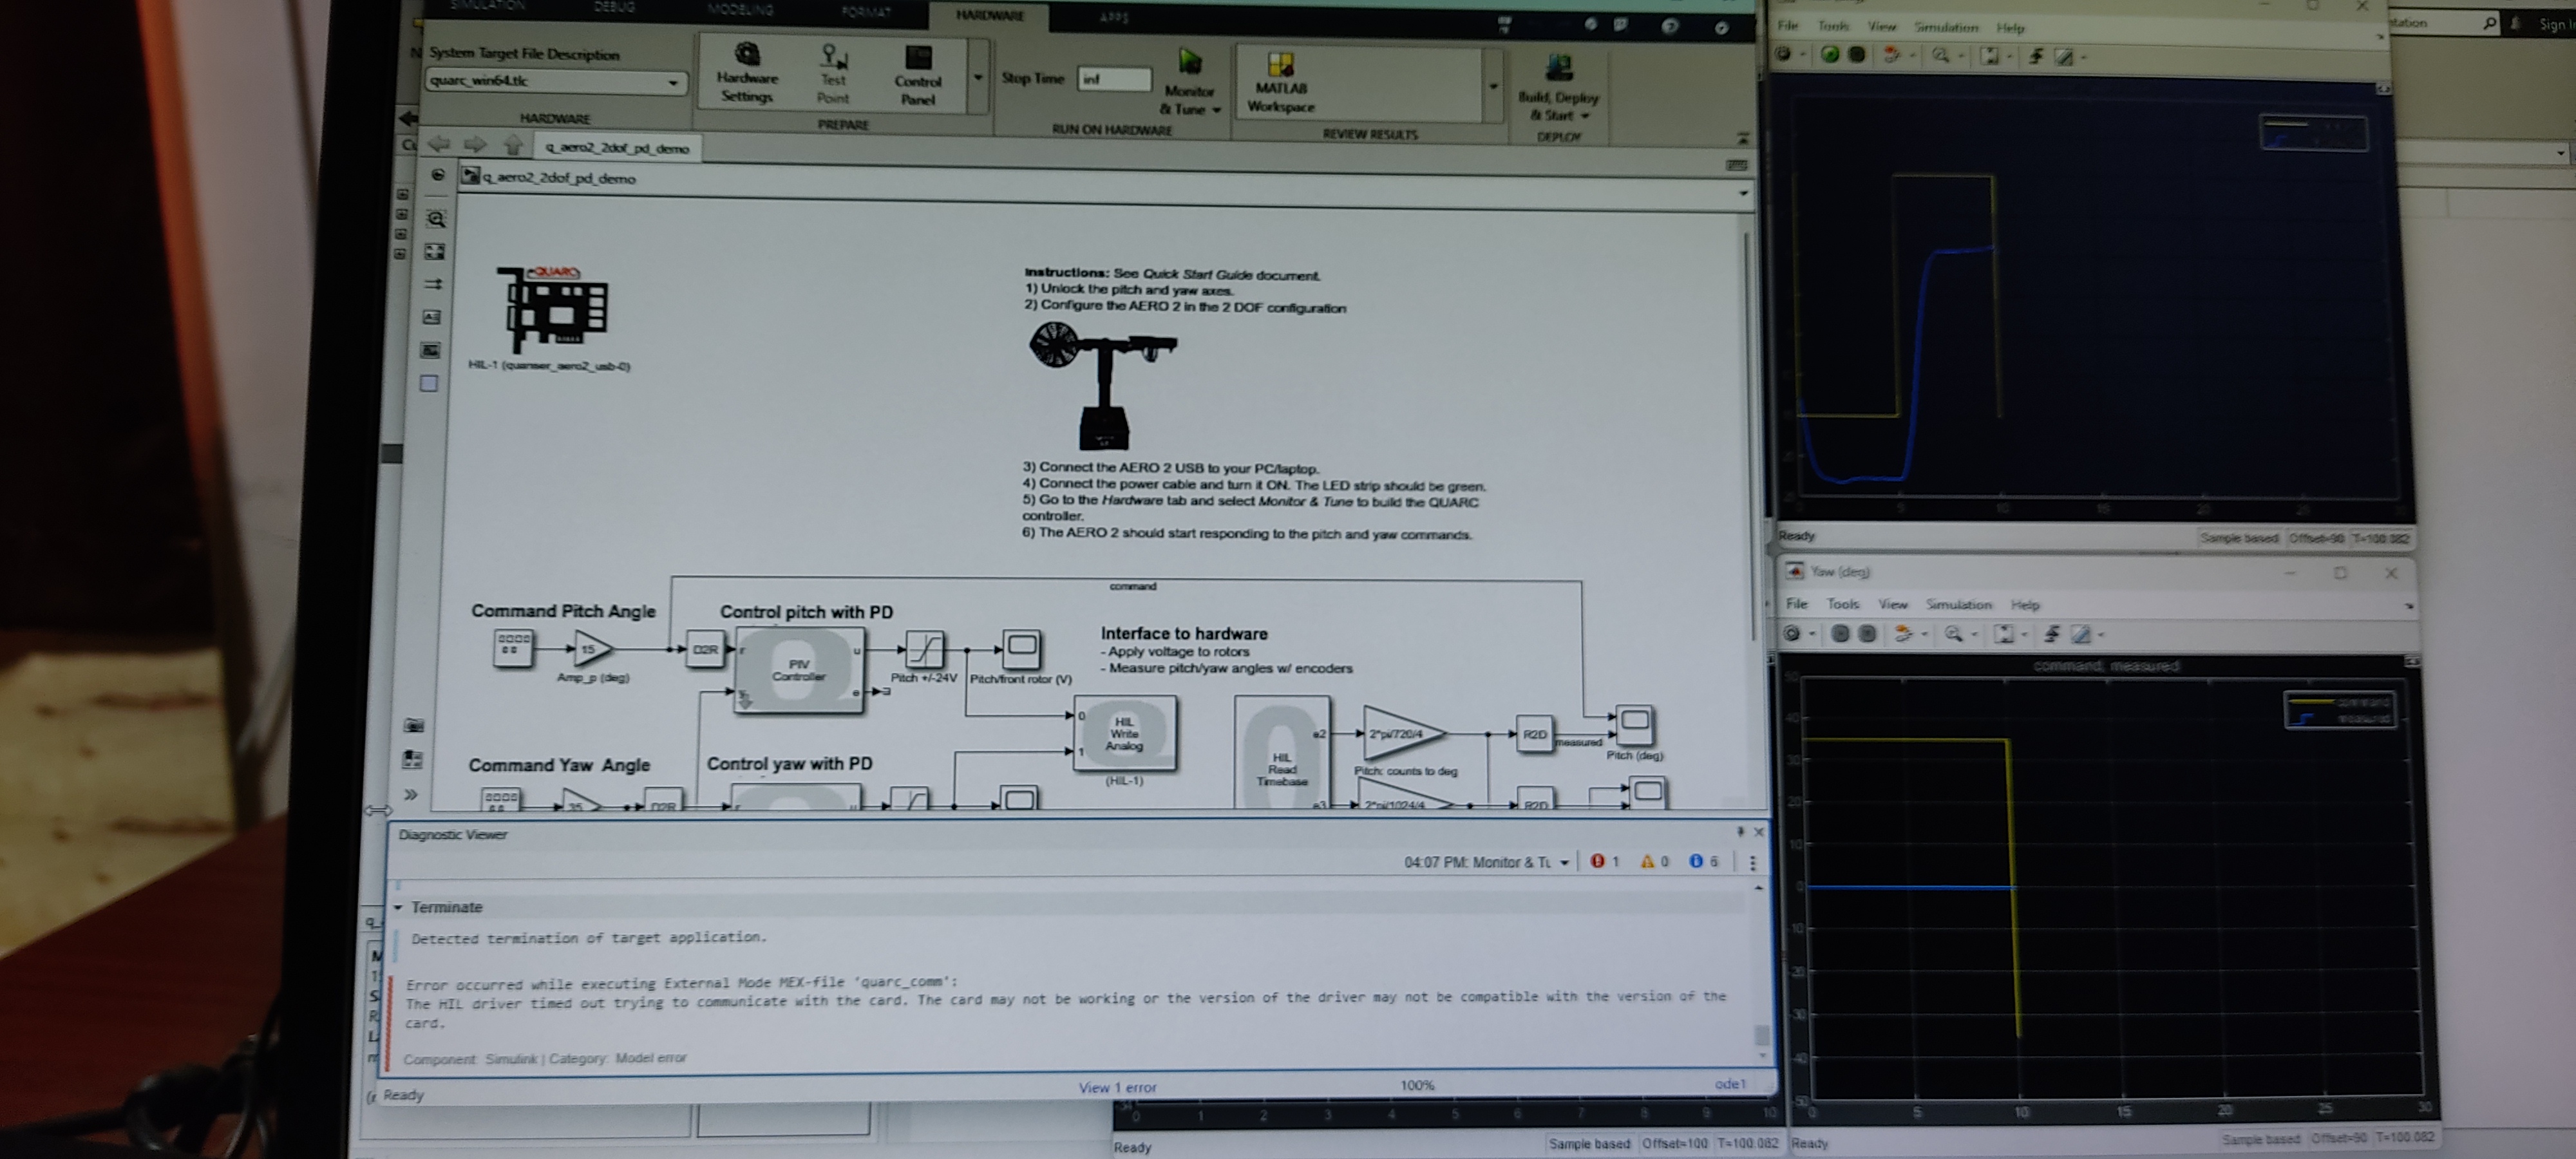 SIMULATION DEBUG MODELING FORMAT HARDWARE APPS
System Target File Description
quarc_win64.tlc
Hardware Settings
Test Point
Control Panel
Stop Time inf
Monitor & Tune
MATLAB Workspace
Build, Deploy & Start
HARDWARE PREPARE RUN ON HARDWARE REVIEW RESULTS DEPLOY
q_aero2_2dof_pd_demo
q_aero2_2dof_pd_demo
QUARC
HIL-1 (quanser_aero2_usb-0)
Instructions: See Quick Start Guide document.
1) Unlock the pitch and yaw axes.
2) Configure the AERO 2 in the 2 DOF configuration
3) Connect the AERO 2 USB to your PC/laptop.
4) Connect the power cable and turn it ON. The LED strip should be green.
5) Go to the Hardware tab and select Monitor & Tune to build the QUARC
controller.
6) The AERO 2 should start responding to the pitch and yaw commands.
command
Command Pitch Angle
Control pitch with PD
15
Amp_p (deg)
D2R
r
u
e
PIV
Controller
Pitch +/-24V
Pitch/front rotor (V)
Interface to hardware
- Apply voltage to rotors
- Measure pitch/yaw angles w/ encoders
0
1
HIL
Write
Analog
(HIL-1)
HIL
Read
Timebase
e2
e3
2*pi/720/4
Pitch: counts to deg
2*pi/1024/4
R2D
measured
Pitch (deg)
R2D
Command Yaw Angle
Control yaw with PD
35
D2R
Diagnostic Viewer
04:07 PM: Monitor & Tu
1 0 6
Terminate
Detected termination of target application.
Error occurred while executing External Mode MEX-file 'quarc_comm':
The HIL driver timed out trying to communicate with the card. The card may not be working or the version of the driver may not be compatible with the version of the
card.
Component: Simulink | Category: Model error
View 1 error 100% ode1
Ready
0 1 2 3 4 5 6 7 8 9 10
Ready Sample based Offset=100 T=100.082
File Tools View Simulation Help
Sign In
Ready Sample based Offset=90 T=100.082
Yaw (deg)
File Tools View Simulation Help
command, measured
command
measured
50
40
30
20
10
0
-10
-20
-30
-40
-50
0 5 10 15 20 25 30
Ready Sample based Offset=90 T=100.082